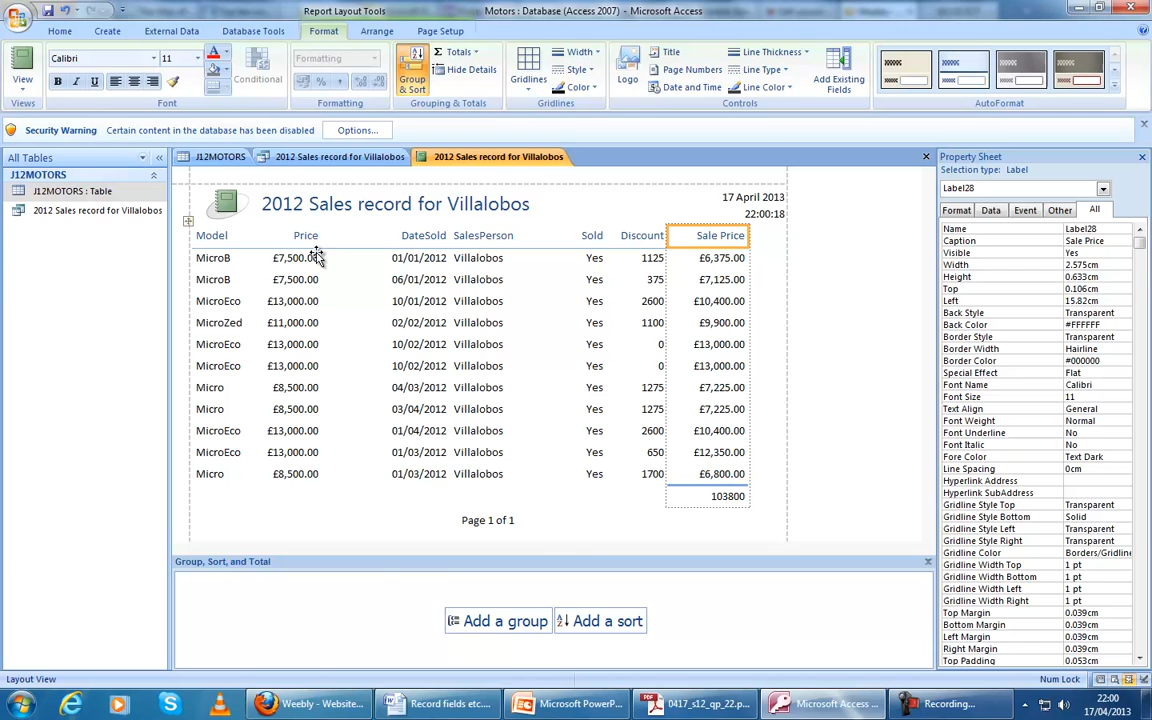 Report Layout Tools
Motors : Database (Access 2007) - Microsoft Access
Home Create External Data Database Tools Format Arrange Page Setup
View
Views
Calibri 11
B I U
Font
Conditional
Formatting
Formatting
Group & Sort
Totals
Hide Details
Grouping & Totals
Gridlines
Width
Style
Color
Gridlines
Logo
Title
Page Numbers
Date and Time
Line Thickness
Line Type
Line Color
Controls
Add Existing Fields
AutoFormat
Security Warning Certain content in the database has been disabled Options...
All Tables
J12MOTORS
J12MOTORS : Table
2012 Sales record for Villalobos
J12MOTORS 2012 Sales record for Villalobos 2012 Sales record for Villalobos
2012 Sales record for Villalobos
17 April 2013
22:00:18
Model Price DateSold SalesPerson Sold Discount Sale Price
MicroB £7,500.00 01/01/2012 Villalobos Yes 1125 £6,375.00
MicroB £7,500.00 06/01/2012 Villalobos Yes 375 £7,125.00
MicroEco £13,000.00 10/01/2012 Villalobos Yes 2600 £10,400.00
MicroZed £11,000.00 02/02/2012 Villalobos Yes 1100 £9,900.00
MicroEco £13,000.00 10/02/2012 Villalobos Yes 0 £13,000.00
MicroEco £13,000.00 10/02/2012 Villalobos Yes 0 £13,000.00
Micro £8,500.00 04/03/2012 Villalobos Yes 1275 £7,225.00
Micro £8,500.00 03/04/2012 Villalobos Yes 1275 £7,225.00
MicroEco £13,000.00 01/04/2012 Villalobos Yes 2600 £10,400.00
MicroEco £13,000.00 01/03/2012 Villalobos Yes 650 £12,350.00
Micro £8,500.00 01/03/2012 Villalobos Yes 1700 £6,800.00
103800
Page 1 of 1
Group, Sort, and Total
Add a group
Add a sort
Property Sheet
Selection type: Label
Label28
Format Data Event Other All
Name Label28
Caption Sale Price
Visible Yes
Width 2.575cm
Height 0.633cm
Top 0.106cm
Left 15.82cm
Back Style Transparent
Back Color #FFFFFF
Border Style Transparent
Border Width Hairline
Border Color #000000
Special Effect Flat
Font Name Calibri
Font Size 11
Text Align General
Font Weight Normal
Font Underline No
Font Italic No
Fore Color Text Dark
Line Spacing 0cm
Hyperlink Address
Hyperlink SubAddress
Gridline Style Top Transparent
Gridline Style Bottom Solid
Gridline Style Left Transparent
Gridline Style Right Transparent
Gridline Color Borders/Gridline
Gridline Width Top 1 pt
Gridline Width Bottom 1 pt
Gridline Width Left 1 pt
Gridline Width Right 1 pt
Top Margin 0.039cm
Bottom Margin 0.039cm
Left Margin 0.039cm
Right Margin 0.039cm
Top Padding 0.053cm
Layout View
Num Lock
Weebly - Website...
Record fields etc....
Microsoft PowerP...
0417_s12_qp_22.p...
Microsoft Access ...
Recording...
22:00
17/04/2013